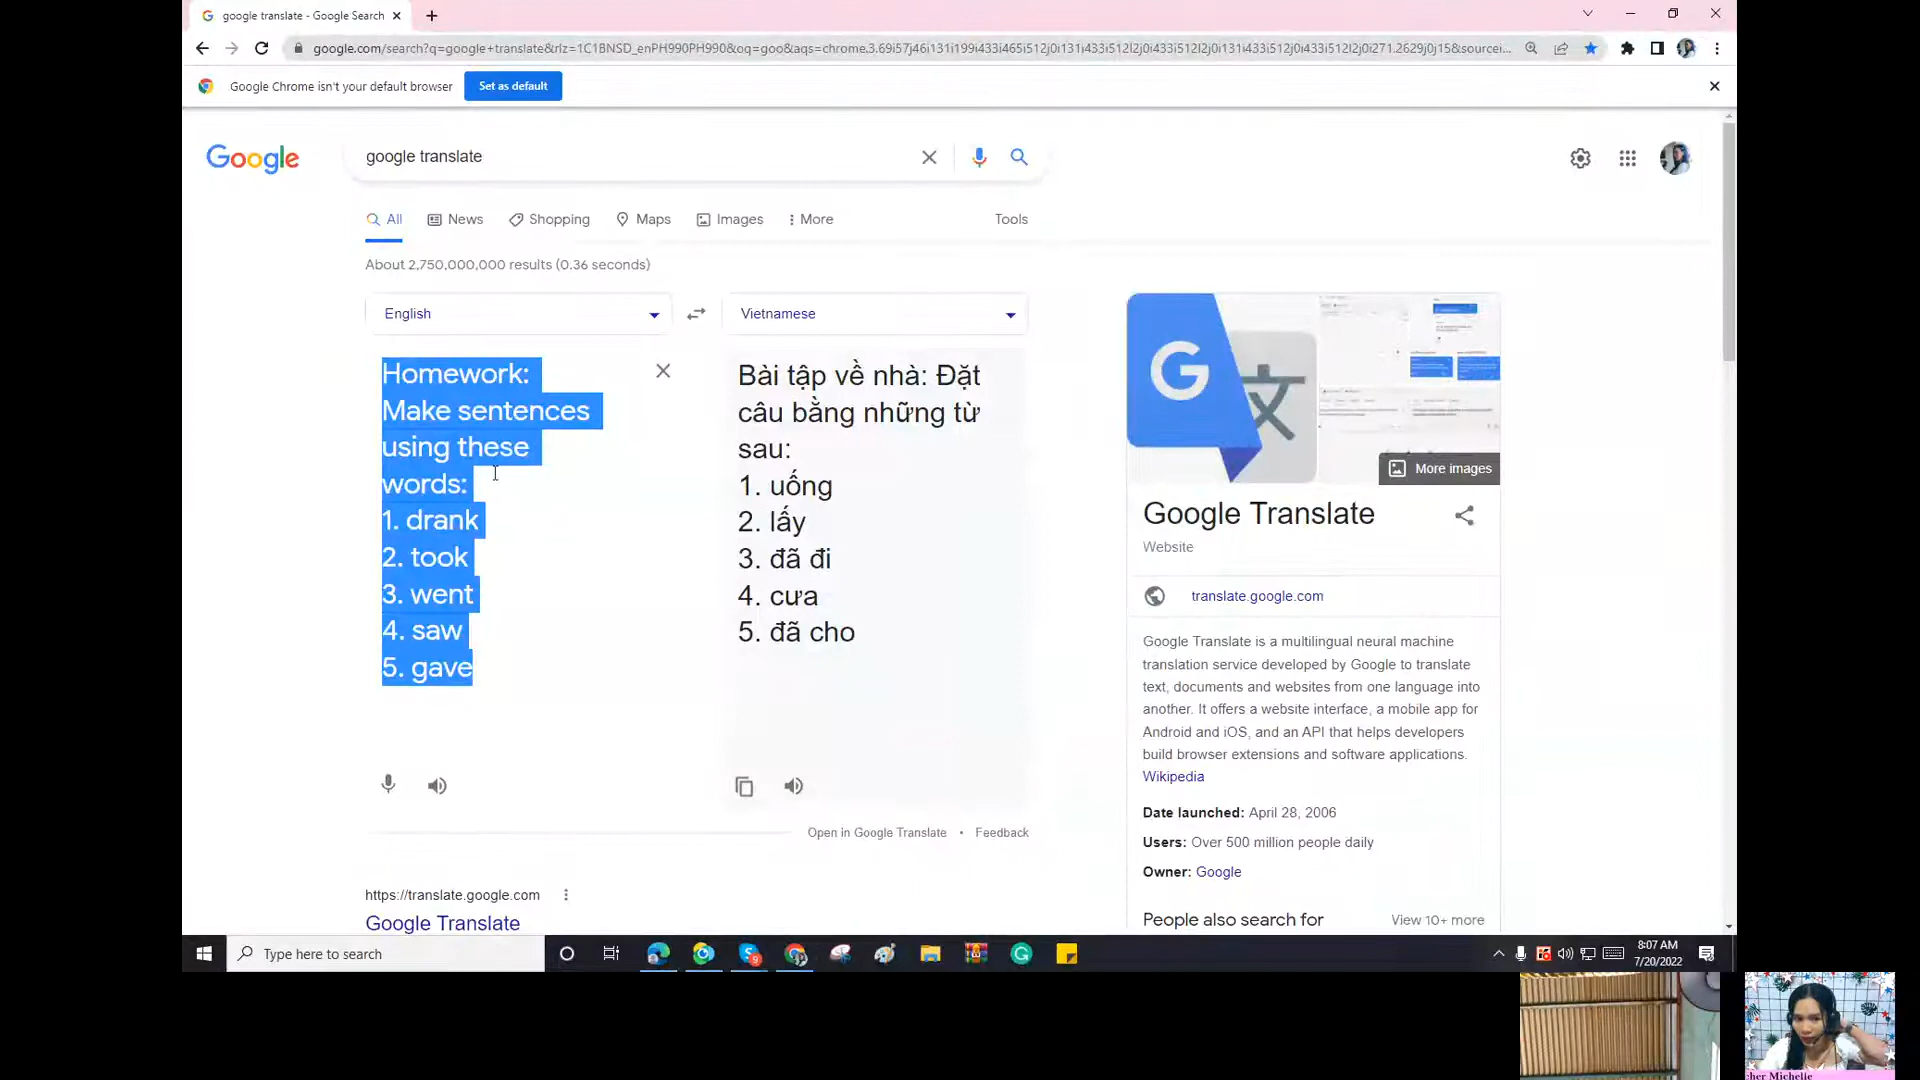 google translate - Google Search
google.com/search?q=google+translate&rlz=1C1BNSD_enPH990PH990&oq=goo&aqs=chrome.3.69i57j46i131i199i433i465i512j0i131i433i512l2j0i433i512l2j0i131i433i512j0i433i512l2j0i271.2629j0j15&sourcei...
Google Chrome isn't your default browser
Set as default
Google
google translate
All
News
Shopping
Maps
Images
More
Tools
About 2,750,000,000 results (0.36 seconds)
English
Vietnamese
Homework:
Make sentences
using these
words:
1. drank
2. took
3. went
4. saw
5. gave
Bài tập về nhà: Đặt
câu bằng những từ
sau:
1. uống
2. lấy
3. đã đi
4. cưa
5. đã cho
Open in Google Translate • Feedback
https://translate.google.com
Google Translate
G
文
More images
Google Translate
Website
translate.google.com
Google Translate is a multilingual neural machine
translation service developed by Google to translate
text, documents and websites from one language into
another. It offers a website interface, a mobile app for
Android and iOS, and an API that helps developers
build browser extensions and software applications.
Wikipedia
Date launched: April 28, 2006
Users: Over 500 million people daily
Owner: Google
People also search for
View 10+ more
Type here to search
9
8:07 AM
7/20/2022
cher Michelle